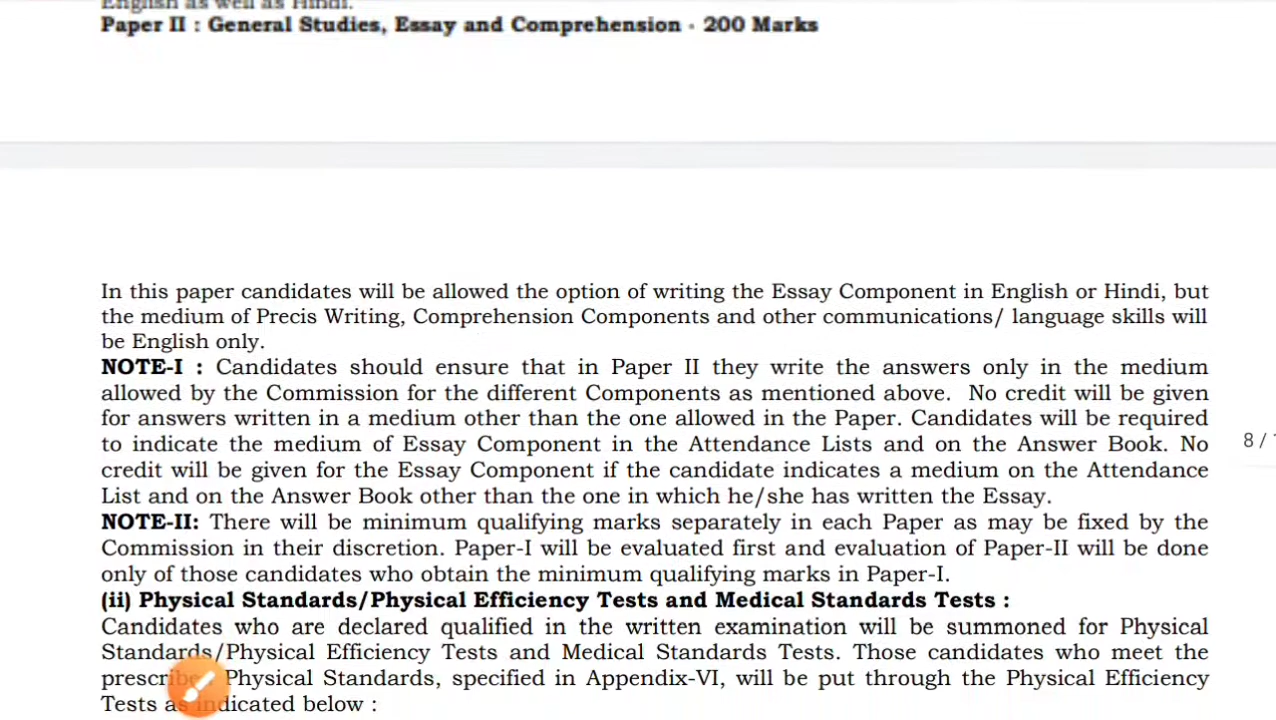 English as well as Hindi.
Paper II : General Studies, Essay and Comprehension - 200 Marks
In this paper candidates will be allowed the option of writing the Essay Component in English or Hindi, but
the medium of Precis Writing, Comprehension Components and other communications/ language skills will
be English only.
NOTE-I : Candidates should ensure that in Paper II they write the answers only in the medium
allowed by the Commission for the different Components as mentioned above. No credit will be given
for answers written in a medium other than the one allowed in the Paper. Candidates will be required
to indicate the medium of Essay Component in the Attendance Lists and on the Answer Book. No
credit will be given for the Essay Component if the candidate indicates a medium on the Attendance
List and on the Answer Book other than the one in which he/she has written the Essay.
8 /
NOTE-II: There will be minimum qualifying marks separately in each Paper as may be fixed by the
Commission in their discretion. Paper-I will be evaluated first and evaluation of Paper-II will be done
only of those candidates who obtain the minimum qualifying marks in Paper-I.
(ii) Physical Standards/Physical Efficiency Tests and Medical Standards Tests :
Candidates who are declared qualified in the written examination will be summoned for Physical
Standards/Physical Efficiency Tests and Medical Standards Tests. Those candidates who meet the
Physical Standards, specified in Appendix-VI, will be put through the Physical Efficiency
Tests as indicated below :